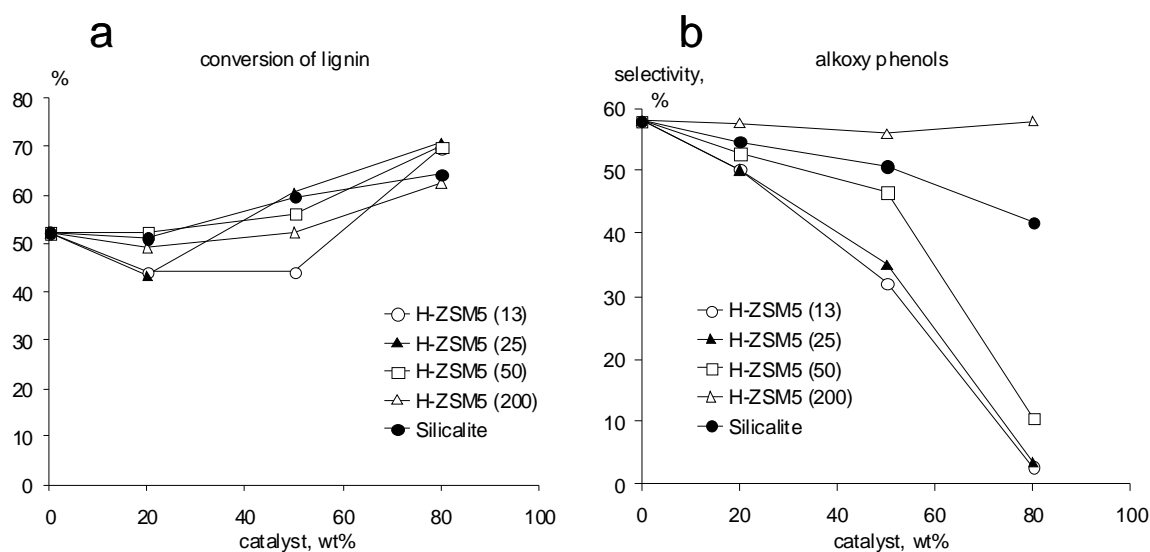 a
conversion of lignin
%
80
70
60
50
40
30
20
10
0
0 20 40 60 80 100
catalyst, wt%
H-ZSM5 (13)
H-ZSM5 (25)
H-ZSM5 (50)
H-ZSM5 (200)
Silicalite
b
alkoxy phenols
selectivity,
%
60
50
40
30
20
10
0
0 20 40 60 80 100
catalyst, wt%
H-ZSM5 (13)
H-ZSM5 (25)
H-ZSM5 (50)
H-ZSM5 (200)
Silicalite